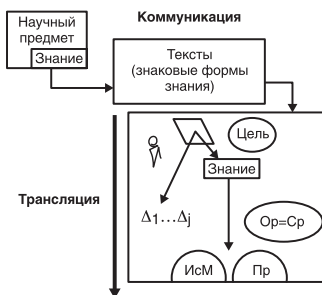 Коммуникация
Научный
предмет
Знание
Тексты
(знаковые формы
знания)
Цель
Знание
Трансляция
Δ1...Δj
Ор=Ср
ИсМ
Пр